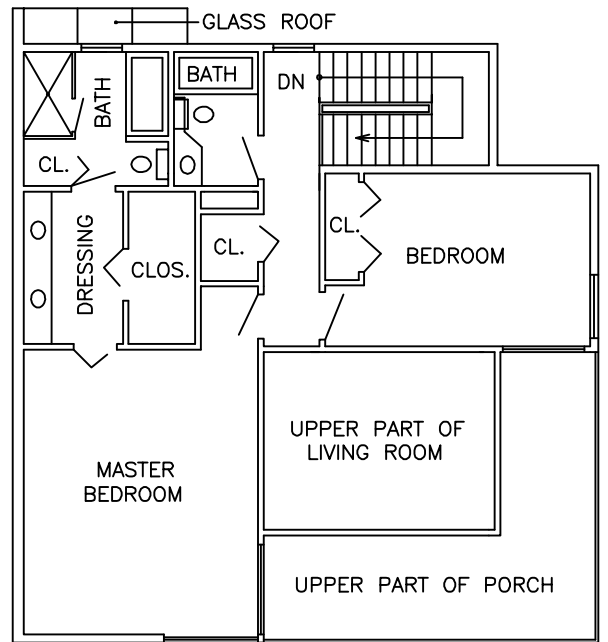 GLASS ROOF
BATH
BATH
DN
CL.
DRESSING
CLOS.
CL.
CL.
BEDROOM
UPPER PART OF
LIVING ROOM
MASTER
BEDROOM
UPPER PART OF PORCH